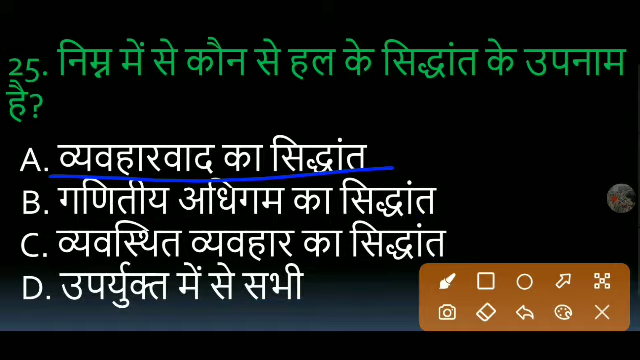 25. निम्न में से कौन से हल के सिद्धांत के उपनाम
है?
A. व्यवहारवाद का सिद्धांत
B. गणितीय अधिगम का सिद्धांत
C. व्यवस्थित व्यवहार का सिद्धांत
D. उपर्युक्त में से सभी